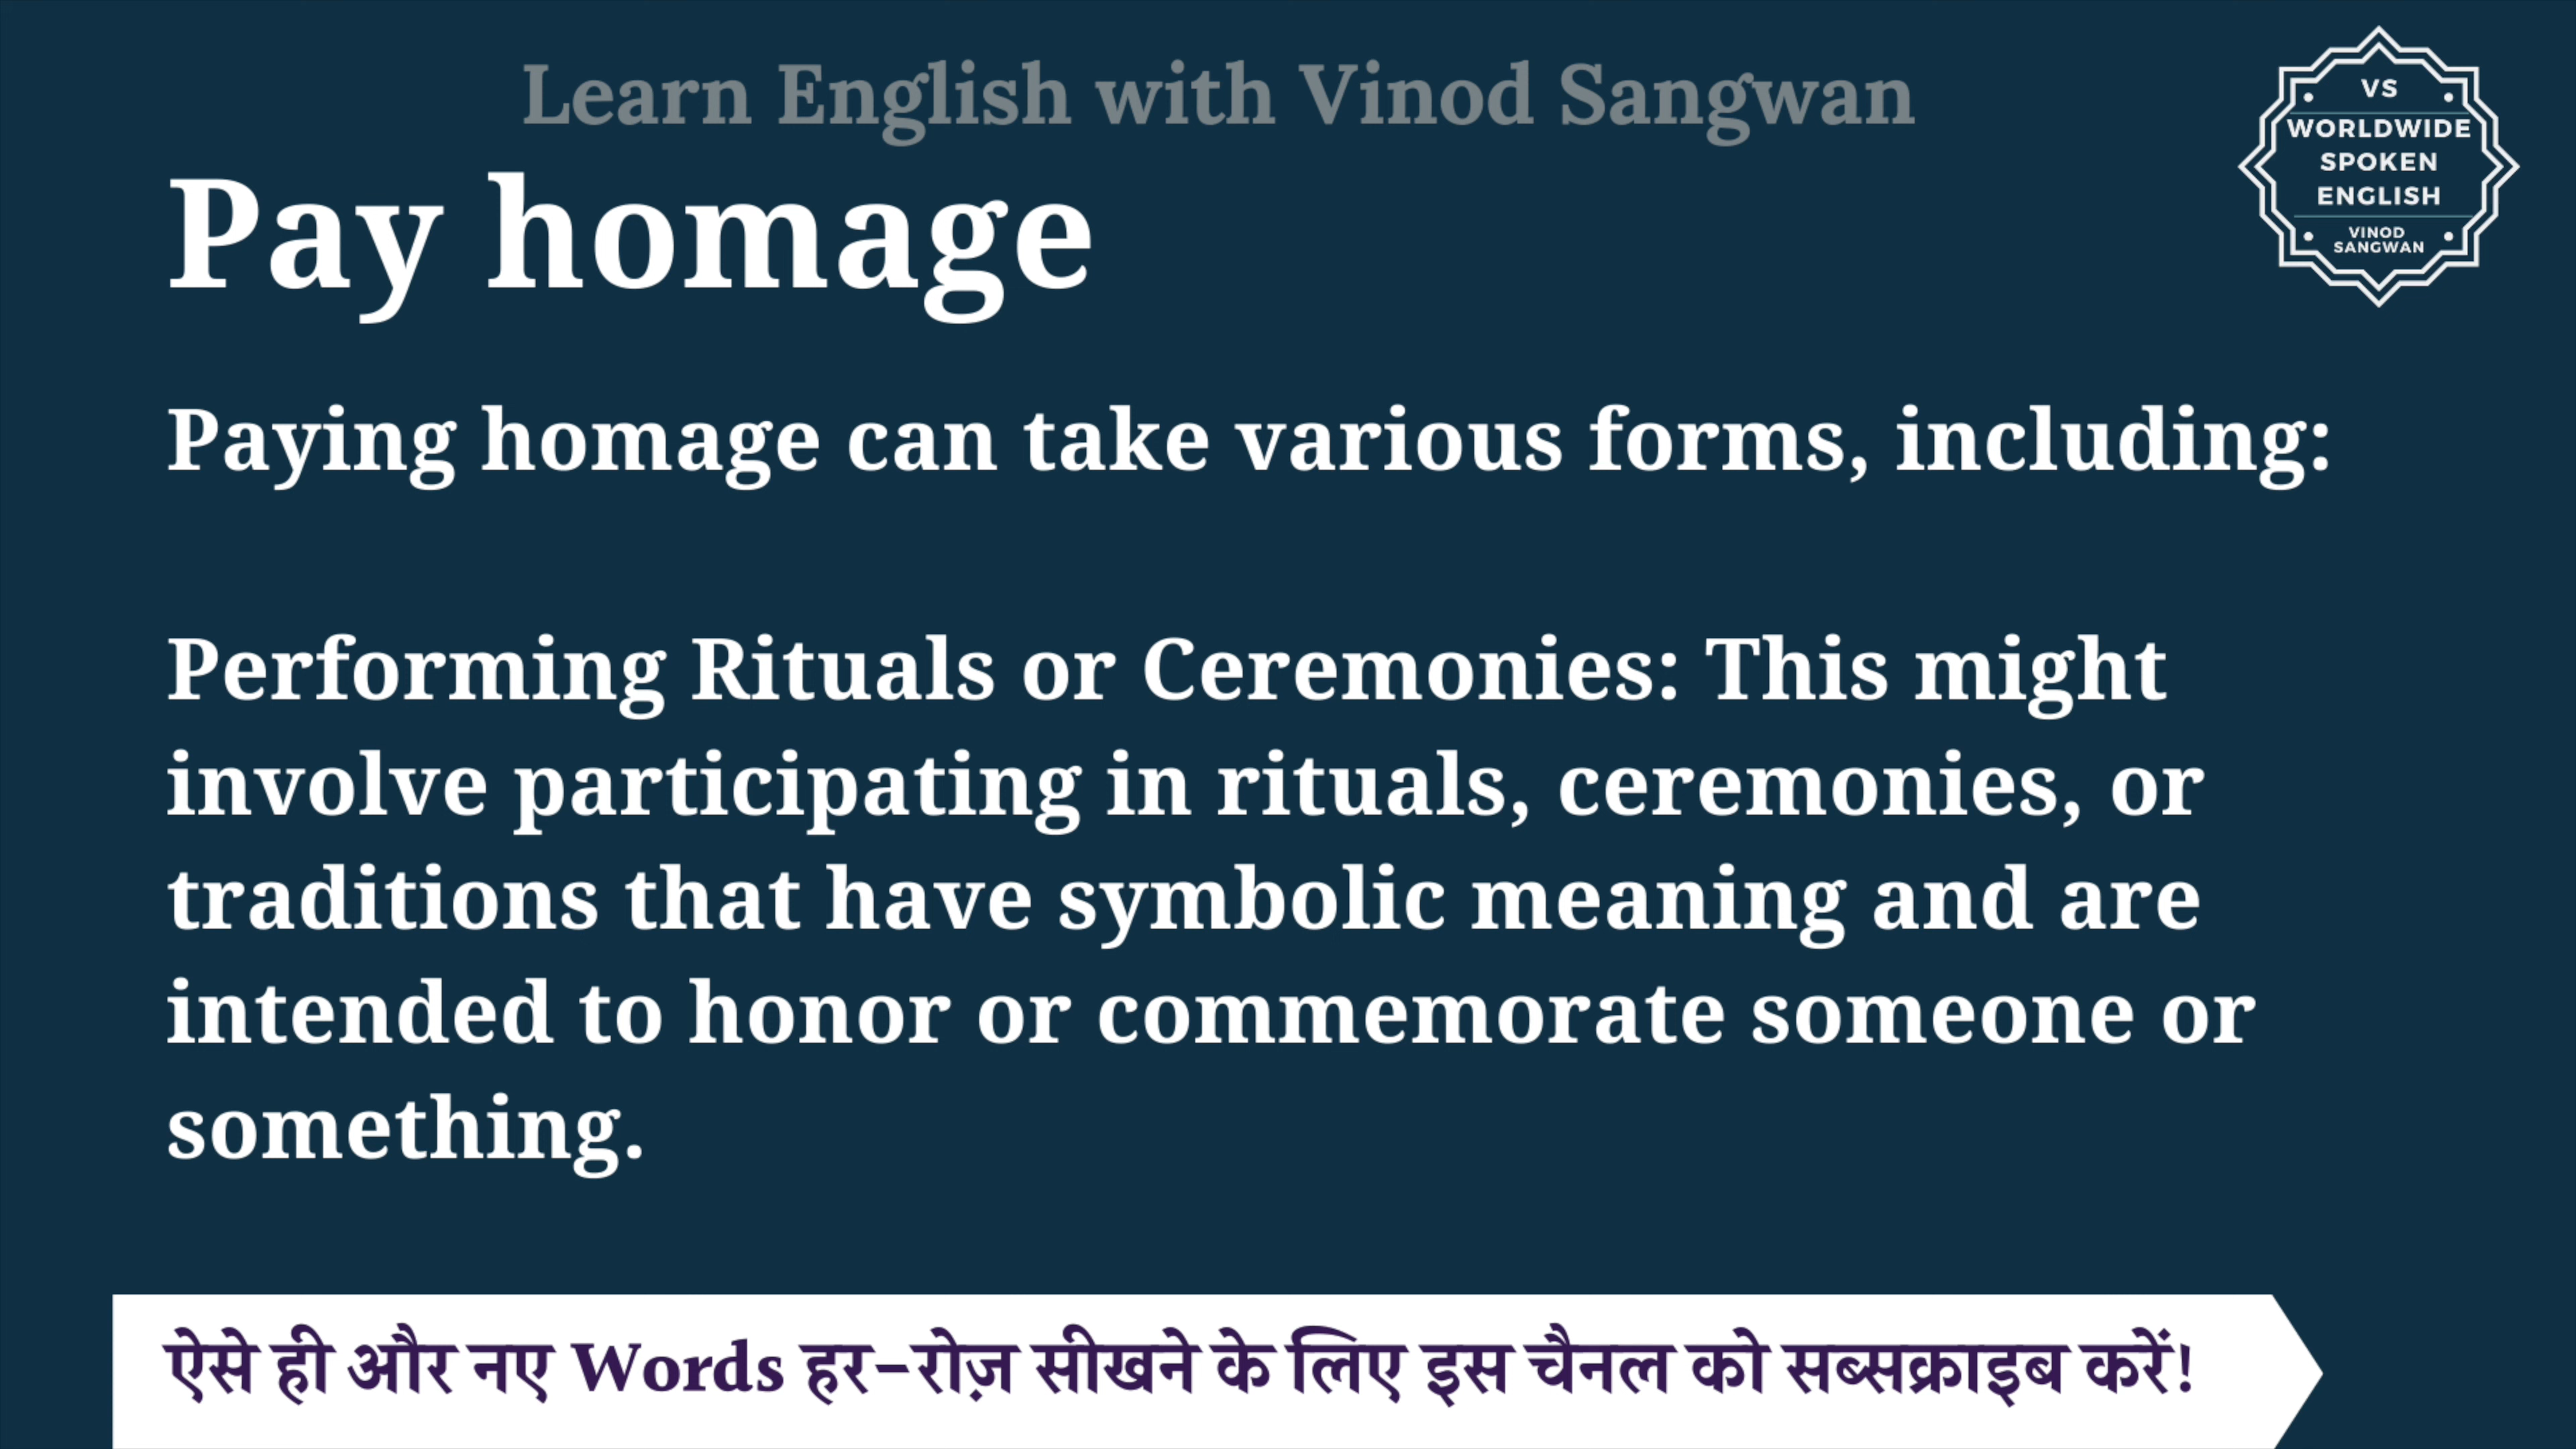 Learn English with Vinod Sangwan
VS
WORLDWIDE
SPOKEN
ENGLISH
VINOD
SANGWAN
Pay homage
Paying homage can take various forms, including:
Performing Rituals or Ceremonies: This might
involve participating in rituals, ceremonies, or
traditions that have symbolic meaning and are
intended to honor or commemorate someone or
something.
ऐसे ही और नए Words हर-रोज़ सीखने के लिए इस चैनल को सब्सक्राइब करें!